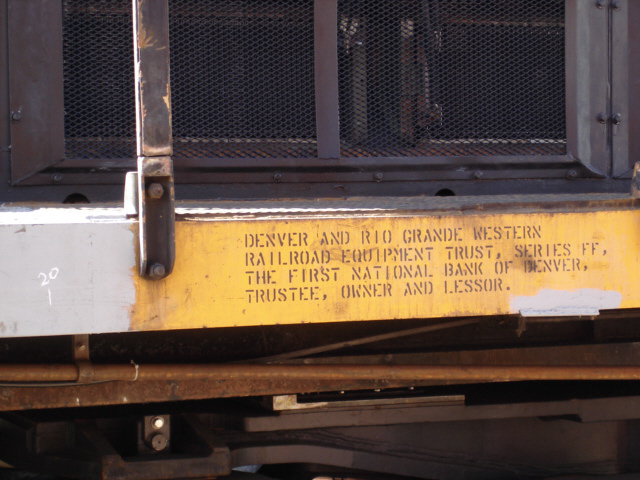 DENVER AND RIO GRANDE WESTERN
RAILROAD EQUIPMENT TRUST, SERIES FF,
THE FIRST NATIONAL BANK OF DENVER,
TRUSTEE, OWNER AND LESSOR.
20
1